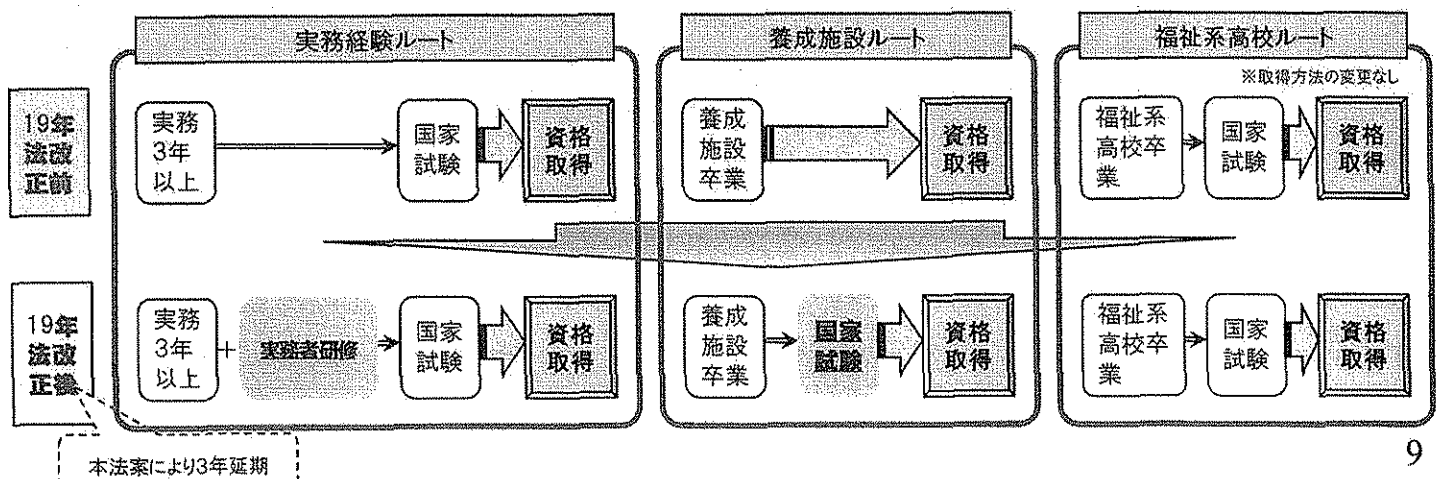 実務経験ルート
養成施設ルート
福祉系高校ルート
※取得方法の変更なし
19年
法改
正前
実務
3年
以上
国家
試験
資格
取得
養成
施設
卒業
資格
取得
福祉系
高校卒
業
国家
試験
資格
取得
19年
法改
正後
実務
3年
以上
+
実務者研修
国家
試験
資格
取得
養成
施設
卒業
国家
試験
資格
取得
福祉系
高校卒
業
国家
試験
資格
取得
本法案により3年延期
9